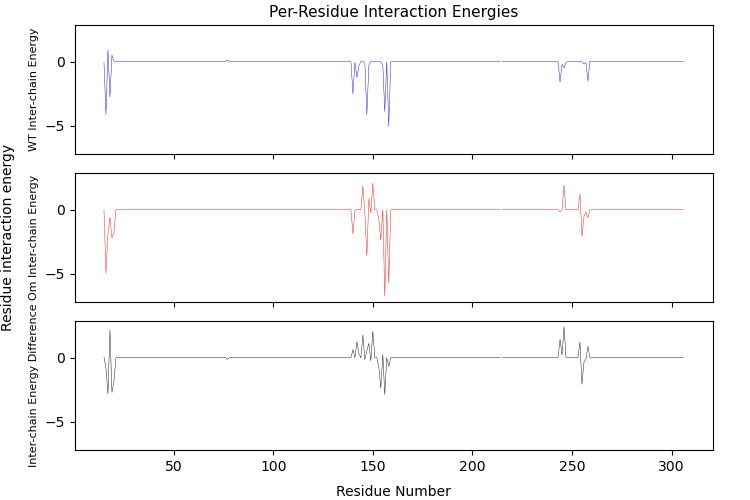 Per-Residue Interaction Energies
Residue interaction energy
WT Inter-chain Energy
0
−5
Om Inter-chain Energy
0
−5
Inter-chain Energy Difference
0
−5
50
100
150
200
250
300
Residue Number